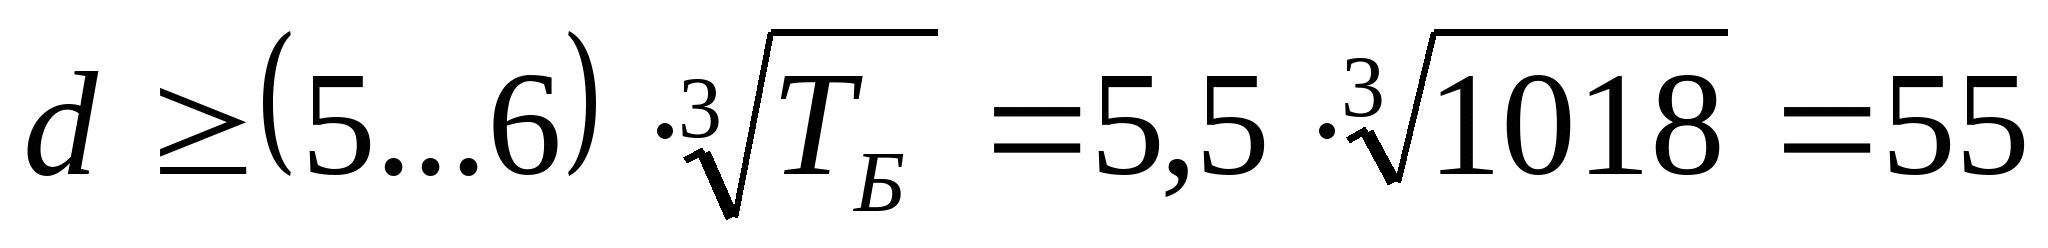 d ≥ (5...6) · ∛T_Б = 5,5 · ∛1018 = 55